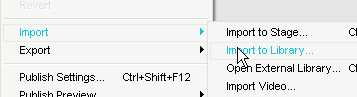 Revert
Import
Export
Publish Settings... Ctrl+Shift+F12
Publish Preview
Import to Stage...
Import to Library...
Open External Library...
Import Video...